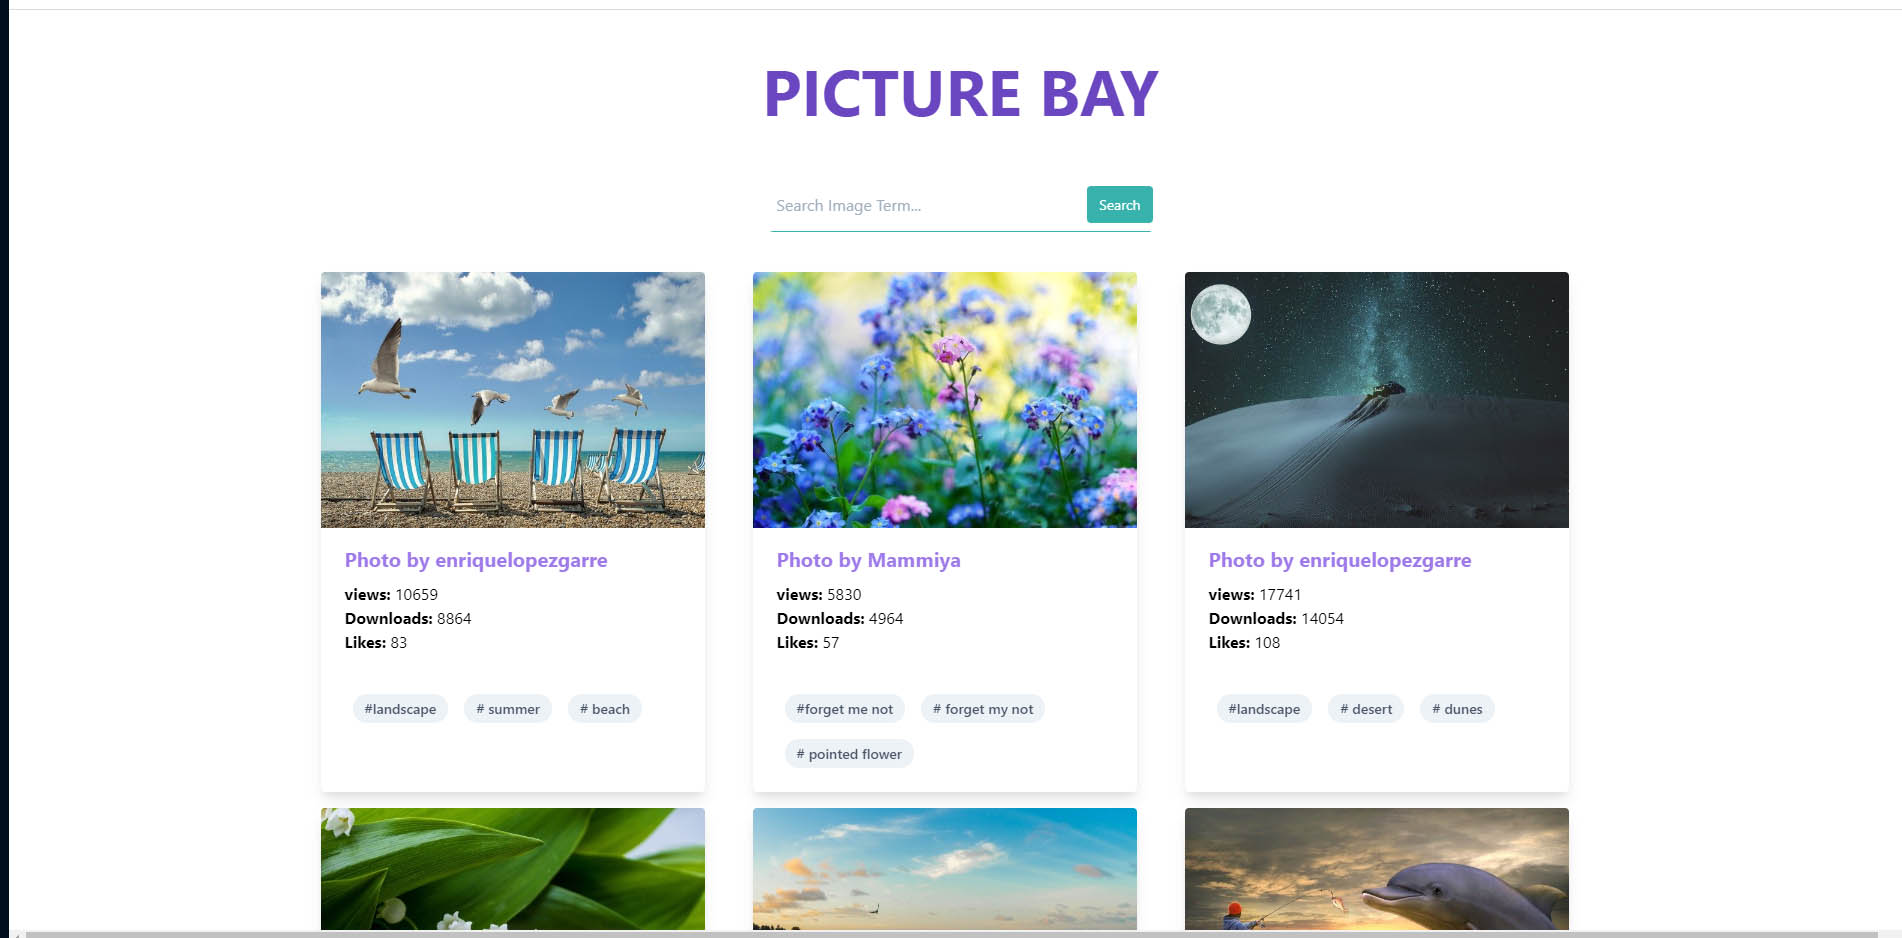 PICTURE BAY
Search Image Term...
Search
Photo by enriquelopezgarre
views: 10659
Downloads: 8864
Likes: 83
#landscape
# summer
# beach
Photo by Mammiya
views: 5830
Downloads: 4964
Likes: 57
#forget me not
# forget my not
# pointed flower
Photo by enriquelopezgarre
views: 17741
Downloads: 14054
Likes: 108
#landscape
# desert
# dunes